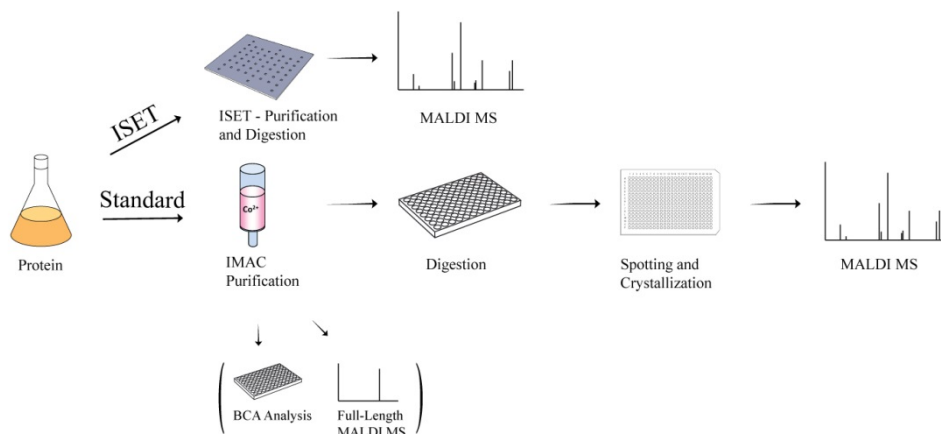 ISET
ISET - Purification
and Digestion
MALDI MS
Standard
Protein
Co²⁺
IMAC
Purification
Digestion
Spotting and
Crystallization
MALDI MS
BCA Analysis
Full-Length
MALDI MS